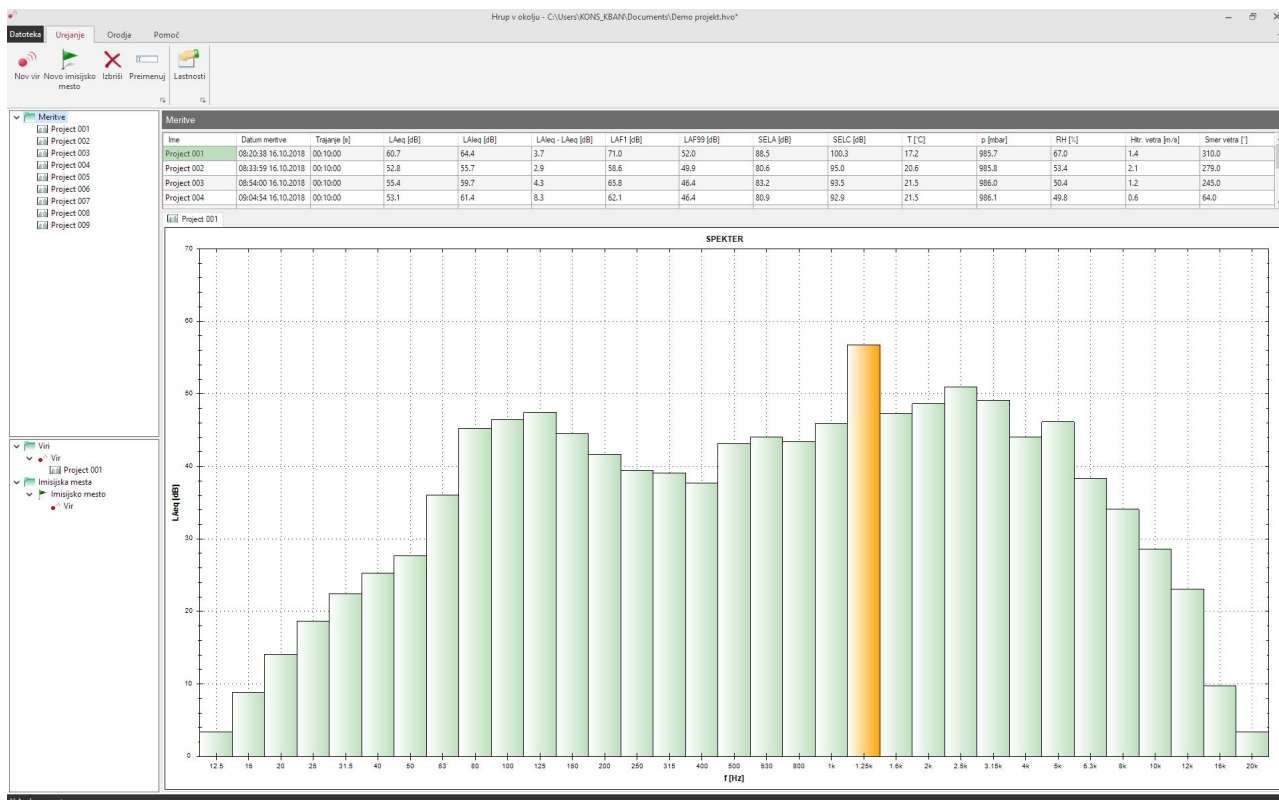 Hrup v okolju - C:\Users\KONS_KBAN\Documents\Demo projekt.hvo*
Datoteka Urejanje Orodja Pomoč
Nov vir Novo imisijsko mesto Izbriši Preimenuj Lastnosti
Meritve
Project 001
Project 002
Project 003
Project 004
Project 005
Project 006
Project 007
Project 008
Project 009
Viri
Vir
Project 001
Imisijska mesta
Imisijsko mesto
Vir
Meritve
Ime Datum meritve Trajanje [s] LAeq [dB] LAIeq [dB] LAIeq - LAeq [dB] LAF1 [dB] LAF99 [dB] SELA [dB] SELC [dB] T [°C] p [mbar] RH [%] Hitr. vetra [m/s] Smer vetra [°]
Project 001 08:20:38 16.10.2018 00:10:00 60.7 64.4 3.7 71.0 52.0 88.5 100.3 17.2 985.7 67.0 1.4 310.0
Project 002 08:33:59 16.10.2018 00:10:00 52.8 55.7 2.9 58.6 49.9 80.6 95.0 20.6 985.8 53.4 2.1 279.0
Project 003 08:54:00 16.10.2018 00:10:00 55.4 59.7 4.3 65.8 46.4 83.2 93.5 21.5 986.0 50.4 1.2 245.0
Project 004 09:04:54 16.10.2018 00:10:00 53.1 61.4 8.3 62.1 46.4 80.9 92.9 21.5 986.1 49.8 0.6 64.0
Project 001
SPEKTER
70
60
50
40
30
20
10
0
LAeq [dB]
12.5 16 20 25 31.5 40 50 63 80 100 125 160 200 250 315 400 500 630 800 1k 1.25k 1.6k 2k 2.5k 3.15k 4k 5k 6.3k 8k 10k 12k 16k 20k
f [Hz]